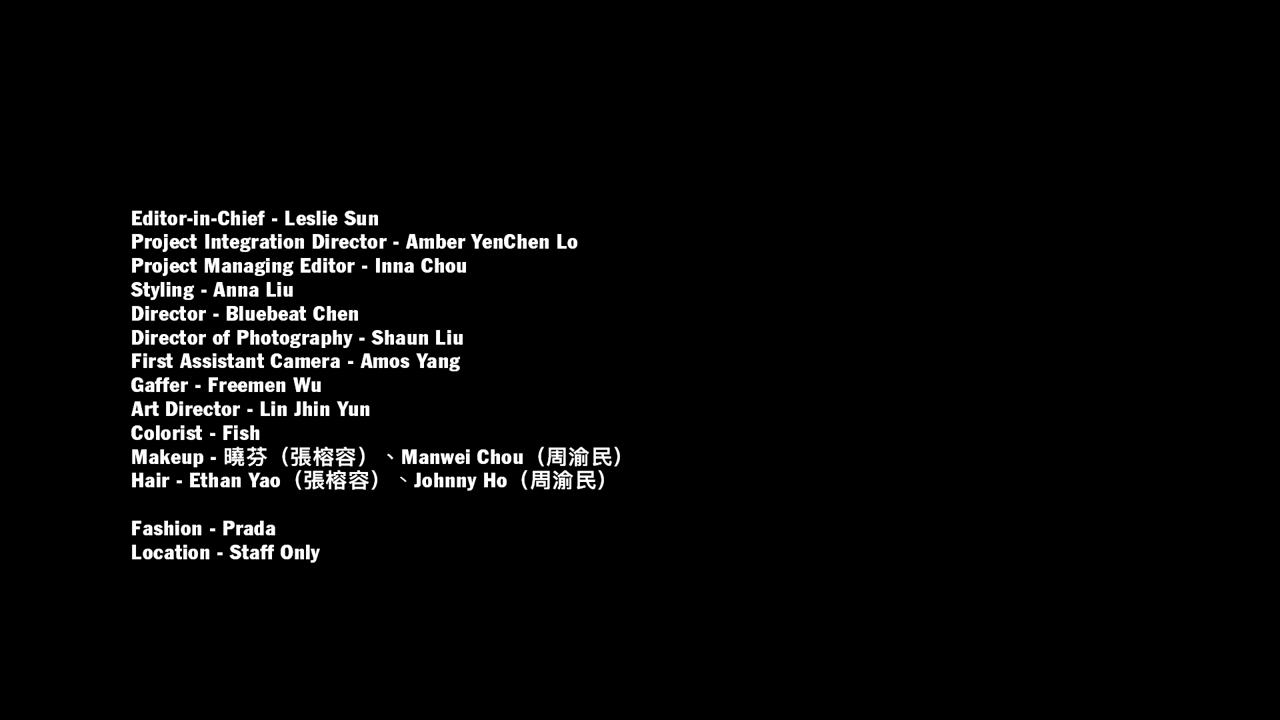 Editor-in-Chief - Leslie Sun
Project Integration Director - Amber YenChen Lo
Project Managing Editor - Inna Chou
Styling - Anna Liu
Director - Bluebeat Chen
Director of Photography - Shaun Liu
First Assistant Camera - Amos Yang
Gaffer - Freemen Wu
Art Director - Lin Jhin Yun
Colorist - Fish
Makeup - 曉芬（張榕容）、Manwei Chou（周渝民）
Hair - Ethan Yao（張榕容）、Johnny Ho（周渝民）
Fashion - Prada
Location - Staff Only